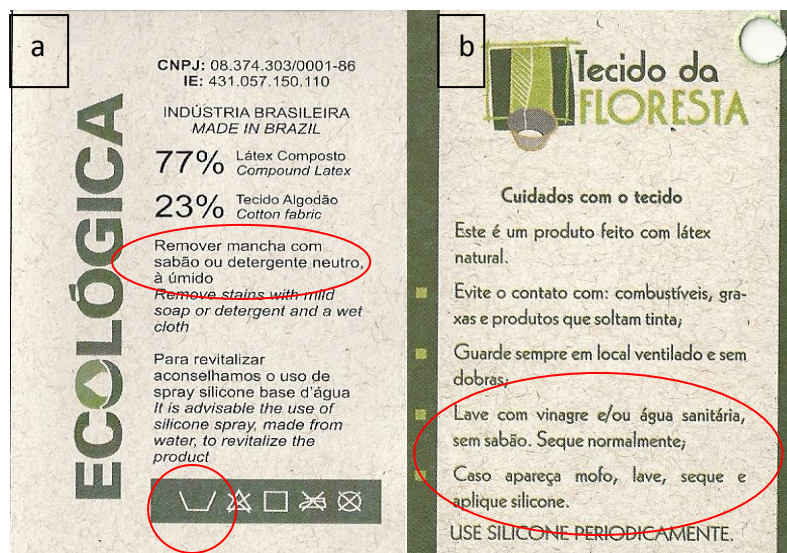 a
ECOLÓGICA
CNPJ: 08.374.303/0001-86
IE: 431.057.150.110
INDÚSTRIA BRASILEIRA
MADE IN BRAZIL
77% Látex Composto
Compound Latex
23% Tecido Algodão
Cotton fabric
Remover mancha com
sabão ou detergente neutro,
à úmido
Remove stains with mild
soap or detergent and a wet
cloth
Para revitalizar
aconselhamos o uso de
spray silicone base d'água
It is advisable the use of
silicone spray, made from
water, to revitalize the
product
b
Tecido da
FLORESTA
Cuidados com o tecido
Este é um produto feito com látex
natural.
Evite o contato com: combustíveis, gra-
xas e produtos que soltam tinta;
Guarde sempre em local ventilado e sem
dobras;
Lave com vinagre e/ou água sanitária,
sem sabão. Seque normalmente;
Caso apareça mofo, lave, seque e
aplique silicone.
USE SILICONE PERIODICAMENTE.